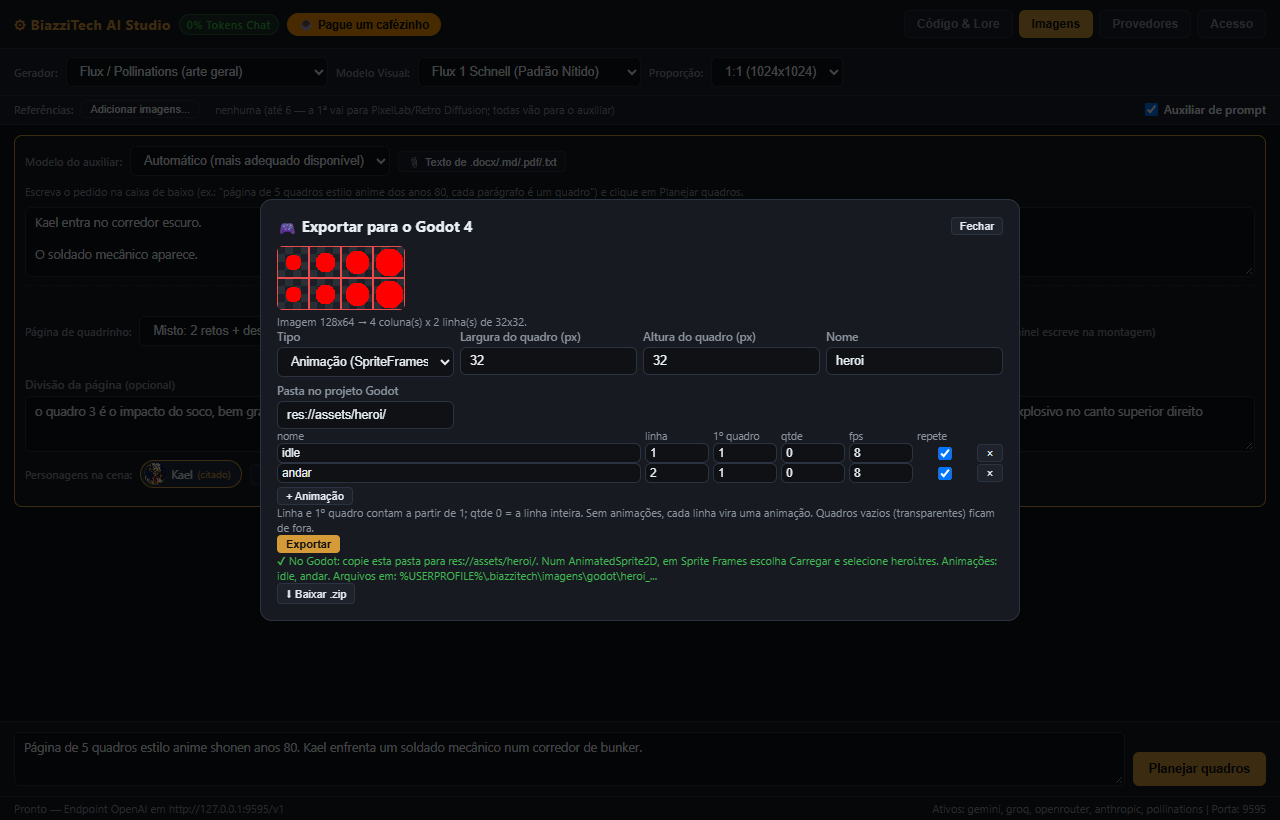 BiazziTech AI Studio
0% Tokens Chat
Pague um cafézinho
Código & Lore
Imagens
Provedores
Acesso
Gerador:
Flux / Pollinations (arte geral)
Modelo Visual:
Flux 1 Schnell (Padrão Nítido)
Proporção:
1:1 (1024x1024)
Referências:
Adicionar imagens...
nenhuma (até 6 — a 1ª vai para PixelLab/Retro Diffusion; todas vão para o auxiliar)
Auxiliar de prompt
Modelo do auxiliar:
Automático (mais adequado disponível)
Texto de .docx/.md/.pdf/.txt
Escreva o pedido na caixa de baixo (ex.: "página de 5 quadros estilo anime dos anos 80, cada parágrafo é um quadro") e clique em Planejar quadros.
Kael entra no corredor escuro.
O soldado mecânico aparece.
Página de quadrinho:
Misto: 2 retos + des
inel escreve na montagem)
Divisão da página (opcional)
o quadro 3 é o impacto do soco, bem gra
xplosivo no canto superior direito
Personagens na cena:
Kael (citado)
Exportar para o Godot 4
Fechar
Imagem 128x64 → 4 coluna(s) x 2 linha(s) de 32x32.
Tipo
Largura do quadro (px)
Altura do quadro (px)
Nome
Animação (SpriteFrames
32
32
heroi
Pasta no projeto Godot
res://assets/heroi/
nome
linha
1º quadro
qtde
fps
repete
idle
1
1
0
8
×
andar
2
1
0
8
×
+ Animação
Linha e 1º quadro contam a partir de 1; qtde 0 = a linha inteira. Sem animações, cada linha vira uma animação. Quadros vazios (transparentes) ficam
de fora.
Exportar
✓ No Godot: copie esta pasta para res://assets/heroi/. Num AnimatedSprite2D, em Sprite Frames escolha Carregar e selecione heroi.tres. Animações:
idle, andar. Arquivos em: %USERPROFILE%\.biazzitech\imagens\godot\heroi_...
⬇ Baixar .zip
Página de 5 quadros estilo anime shonen anos 80. Kael enfrenta um soldado mecânico num corredor de bunker.
Planejar quadros
Pronto — Endpoint OpenAI em http://127.0.0.1:9595/v1
Ativos: gemini, groq, openrouter, anthropic, pollinations | Porta: 9595